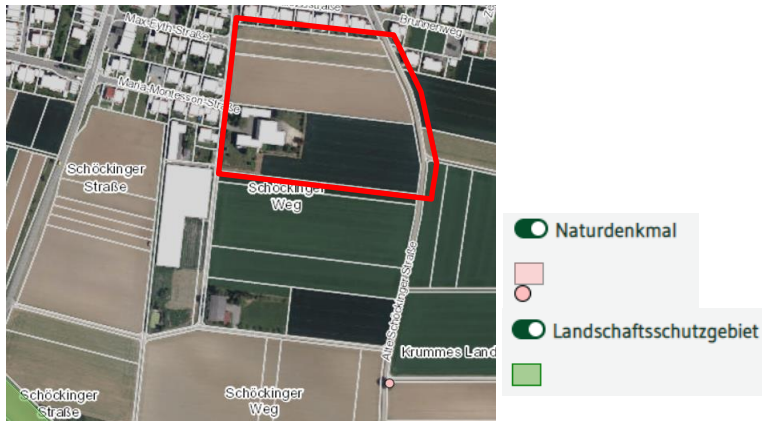 Max-Eyth-Straße
Brunnenweg
Maria-Montessori-Straße
Schöckinger
Straße
Schöckinger
Weg
Alte Schöckinger Straße
Krummes Land
Schöckinger
Straße
Schöckinger
Weg
Naturdenkmal
Landschaftsschutzgebiet